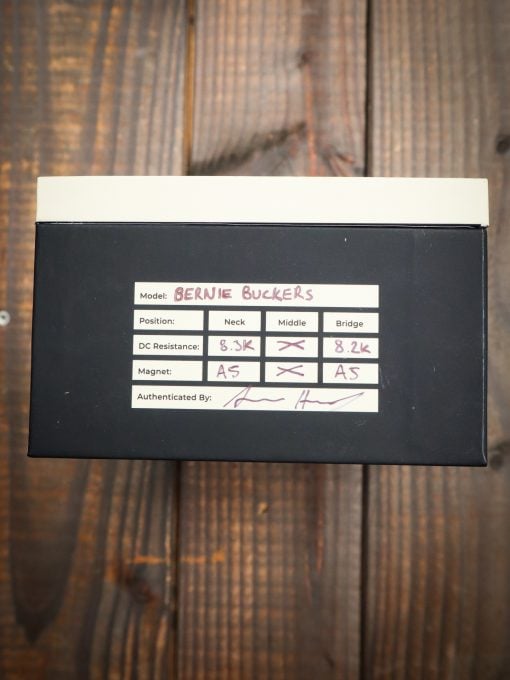 Model: BERNIE BUCKERS
Position: Neck Middle Bridge
DC Resistance: 8.3K X 8.2K
Magnet: A5 X A5
Authenticated By: